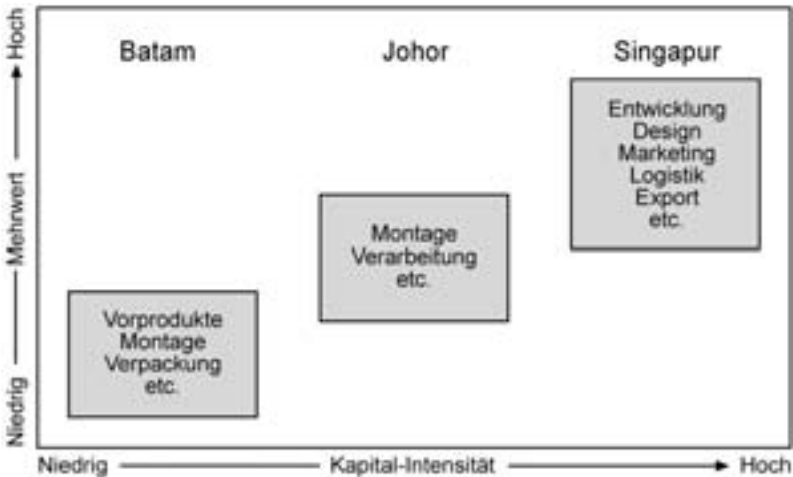 Hoch
Mehrwert
Niedrig
Batam
Johor
Singapur
Entwicklung
Design
Marketing
Logistik
Export
etc.
Montage
Verarbeitung
etc.
Vorprodukte
Montage
Verpackung
etc.
Niedrig
Kapital-Intensität
Hoch